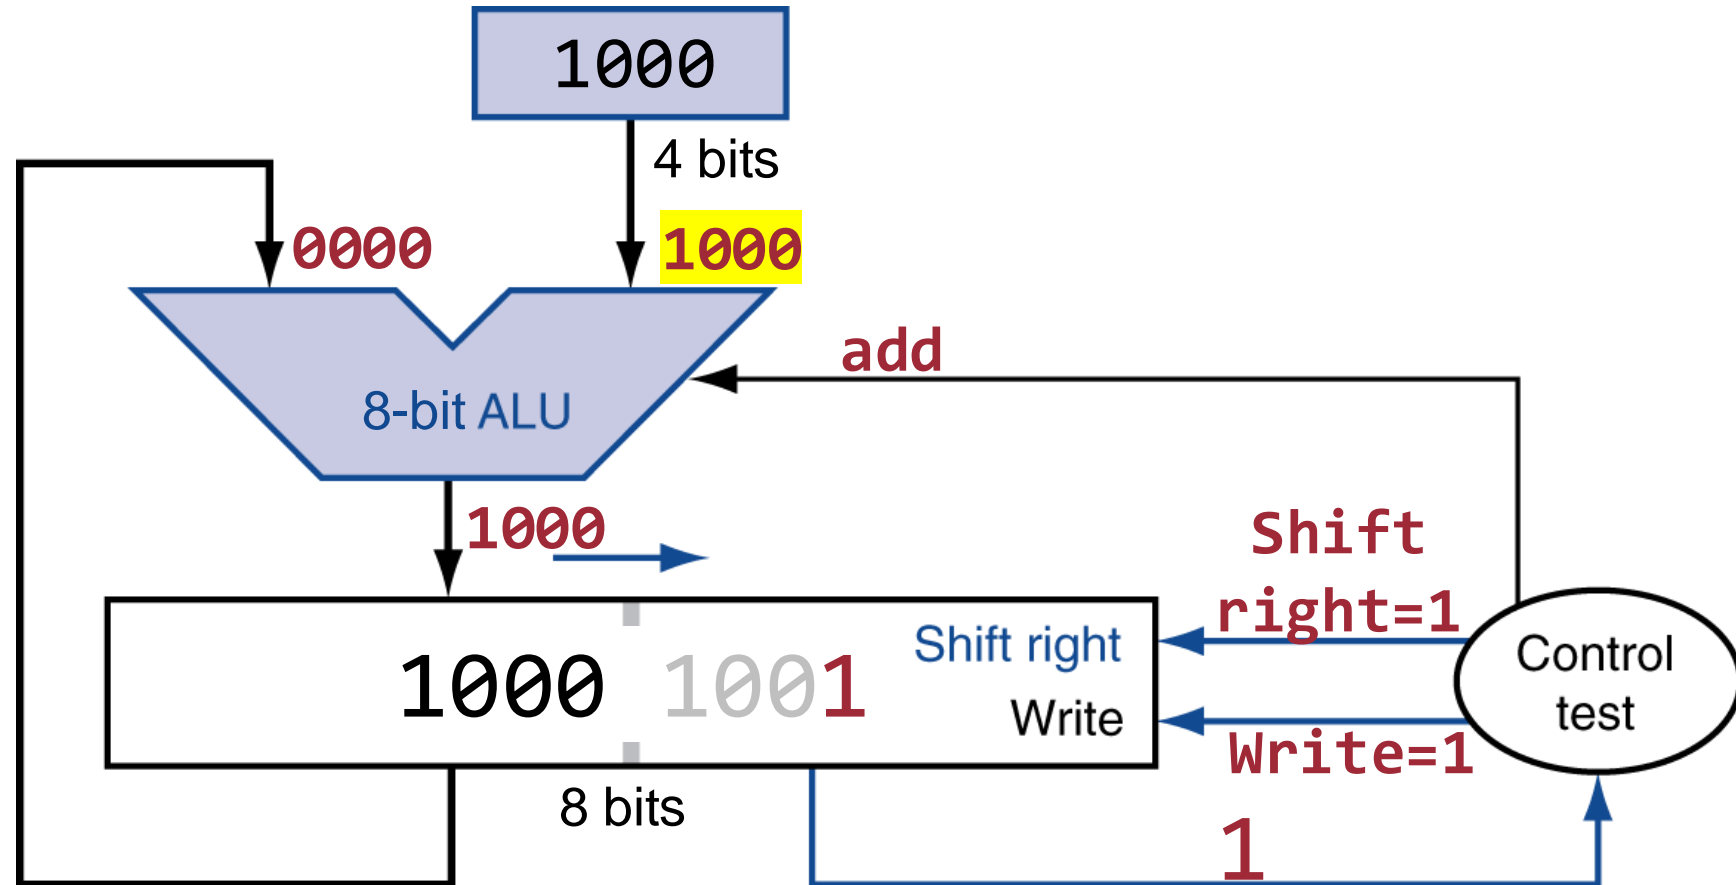 1000
4 bits
0000
1000
add
8-bit ALU
1000
Shift
right=1
1000 1001
Shift right
Write
Control
test
Write=1
8 bits
1